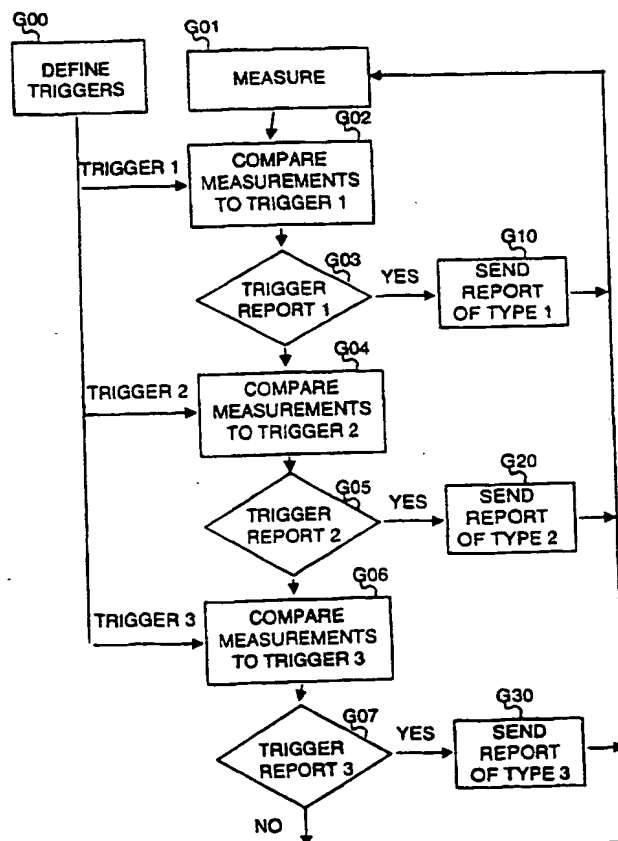 G00
DEFINE
TRIGGERS
G01
MEASURE
G02
TRIGGER 1
COMPARE
MEASUREMENTS
TO TRIGGER 1
G03
TRIGGER
REPORT 1
YES
G10
SEND
REPORT
OF TYPE 1
G04
TRIGGER 2
COMPARE
MEASUREMENTS
TO TRIGGER 2
G05
TRIGGER
REPORT 2
YES
G20
SEND
REPORT
OF TYPE 2
G06
TRIGGER 3
COMPARE
MEASUREMENTS
TO TRIGGER 3
G07
TRIGGER
REPORT 3
YES
G30
SEND
REPORT
OF TYPE 3
NO